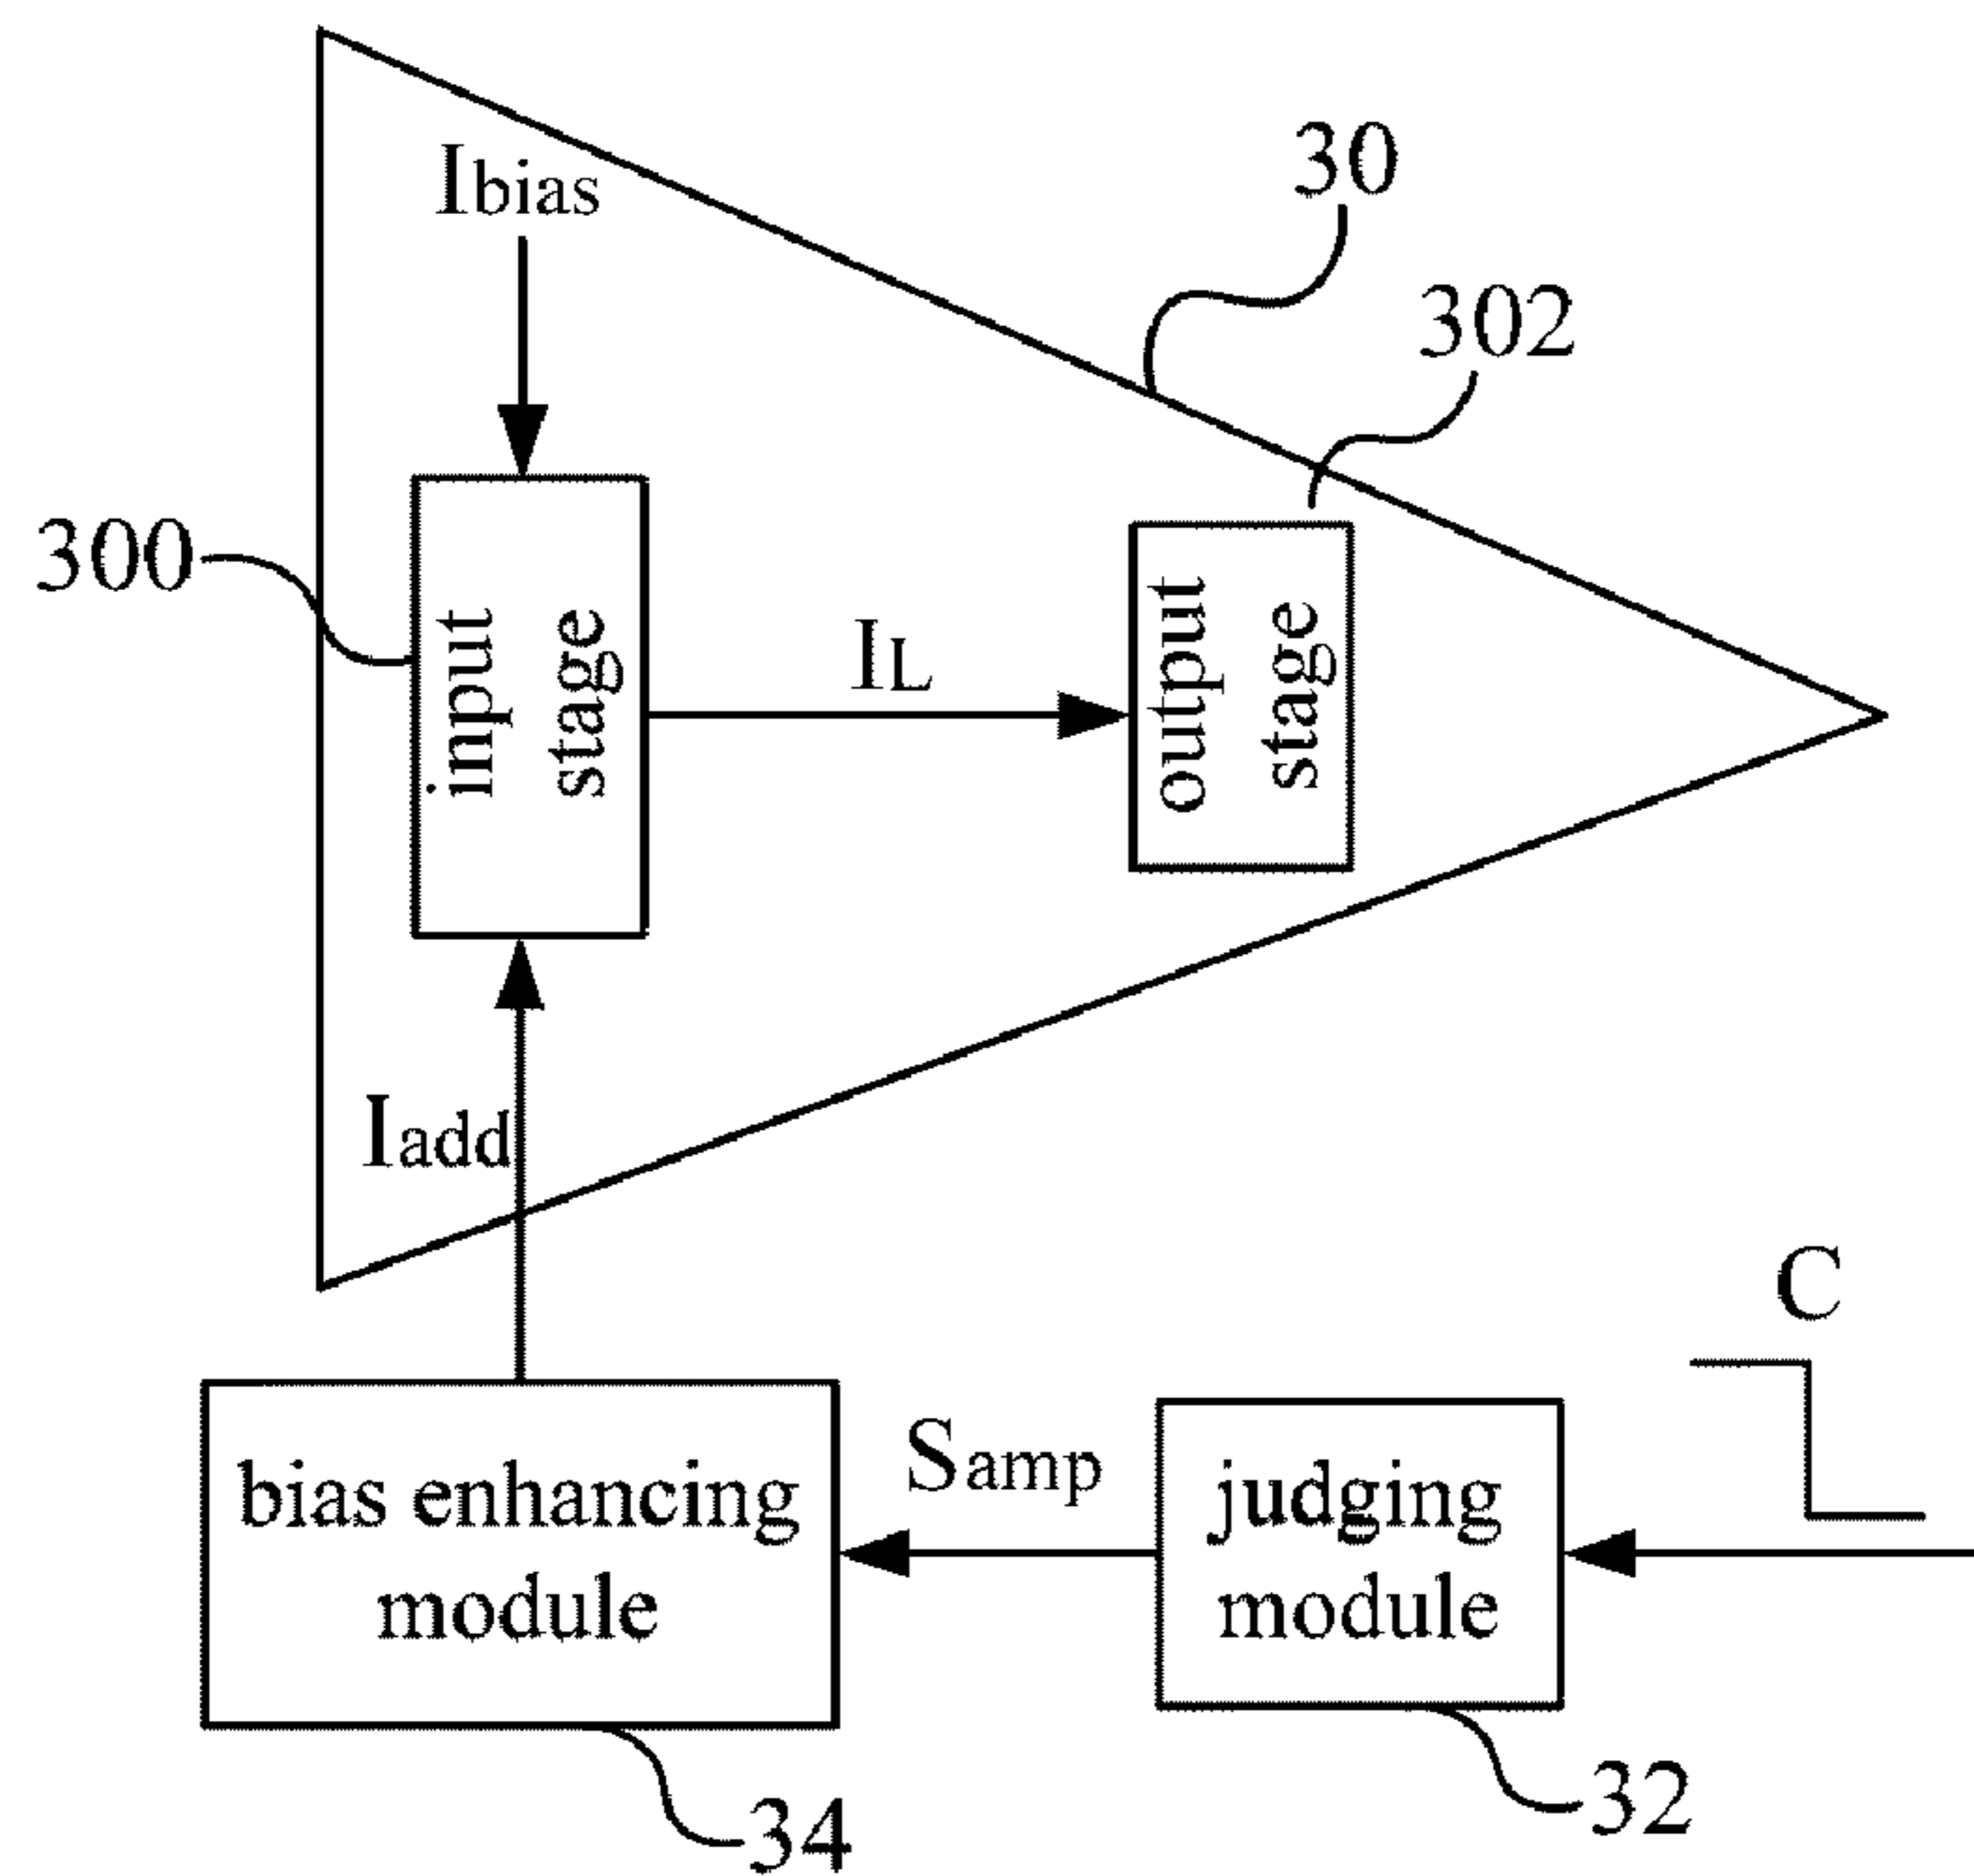 30
Ibias
302
300
input
stage
IL
output
stage
Iadd
C
bias enhancing
module
Samp
judging
module
34
32